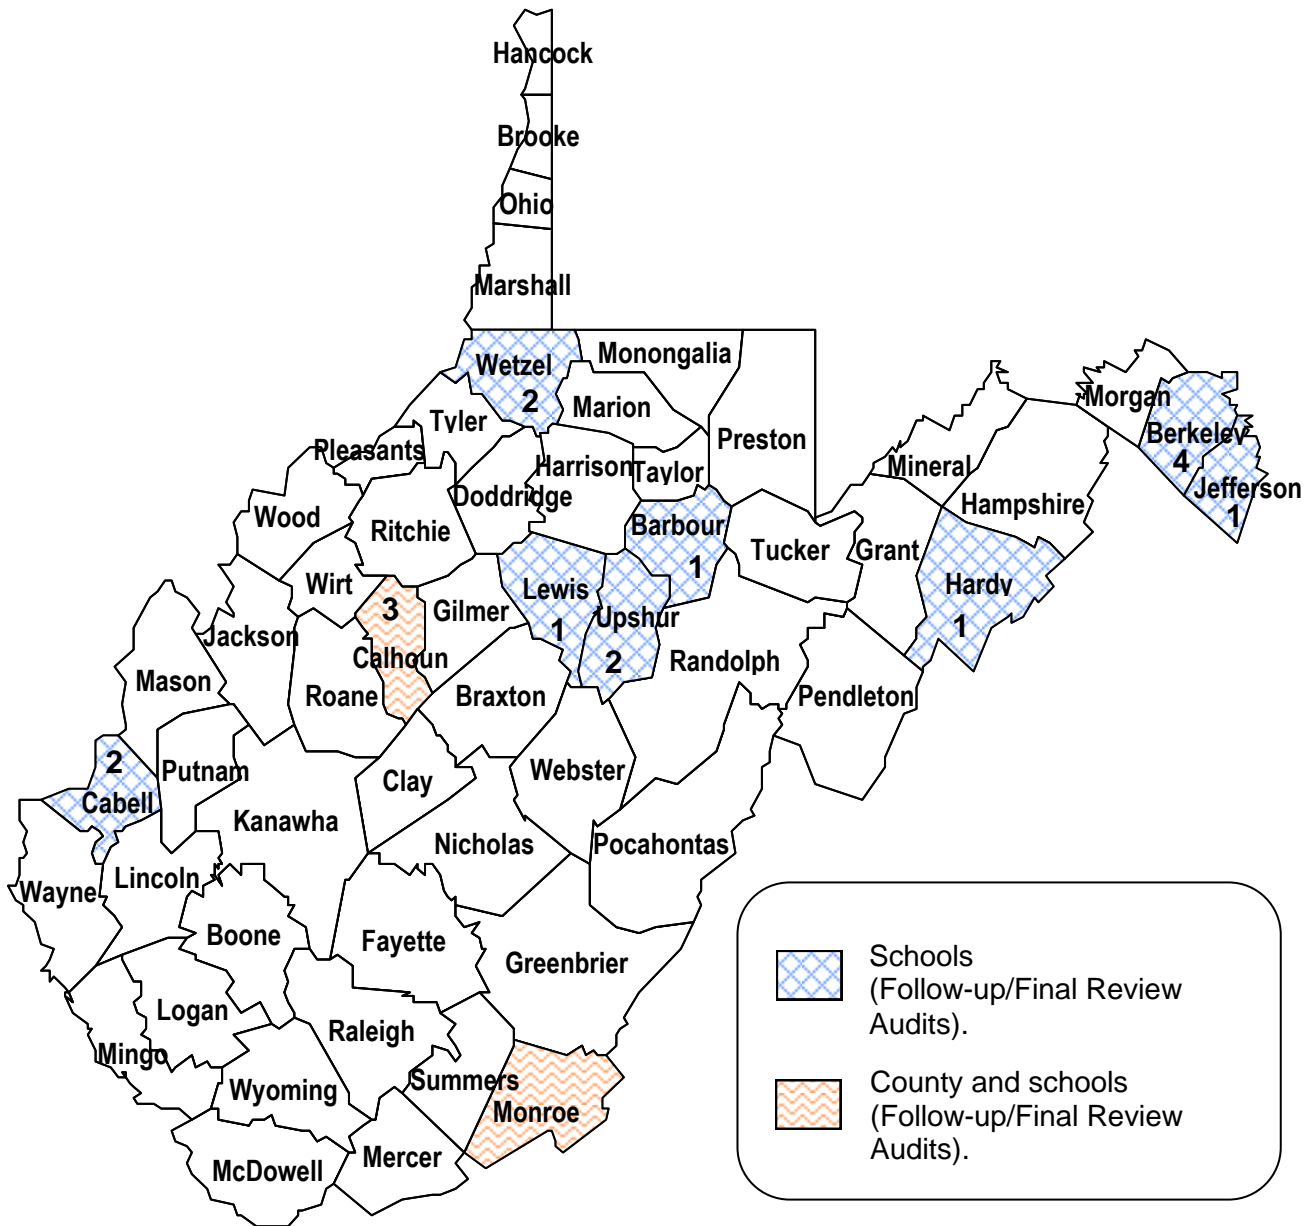 Hancock
Brooke
Ohio
Marshall
Wetzel
2
Monongalia
Marion
Tyler
Pleasants
Preston
Morgan
Berkeley
4
Jefferson
1
Mineral
Hampshire
Harrison
Taylor
Doddridge
Wood
Ritchie
Barbour
1
Tucker
Grant
Hardy
1
Wirt
3
Calhoun
Gilmer
Lewis
1
Upshur
2
Randolph
Pendleton
Jackson
Mason
Roane
Braxton
2
Cabell
Putnam
Clay
Webster
Kanawha
Nicholas
Pocahontas
Wayne
Lincoln
Boone
Fayette
Greenbrier
Logan
Raleigh
Mingo
Wyoming
Summers
Monroe
McDowell
Mercer
Schools
(Follow-up/Final Review
Audits).
County and schools
(Follow-up/Final Review
Audits).